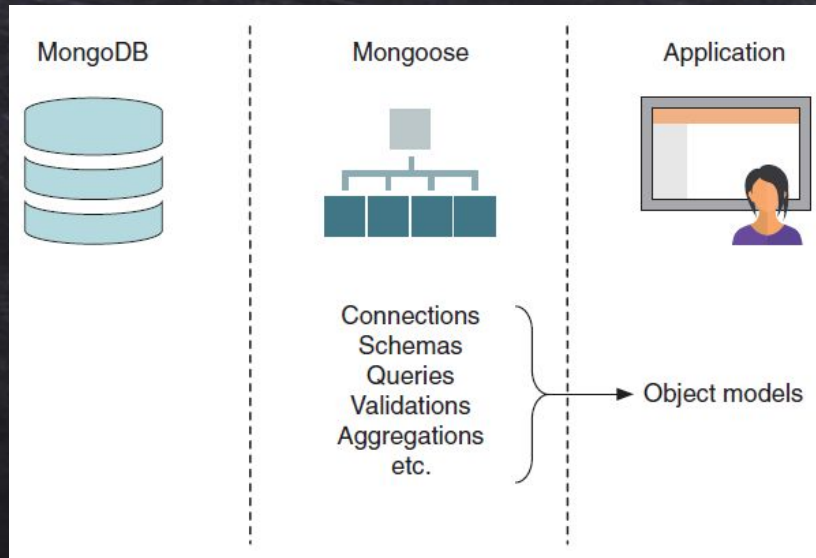 MongoDB
Mongoose
Application
Connections
Schemas
Queries
Validations
Aggregations
etc.
Object models